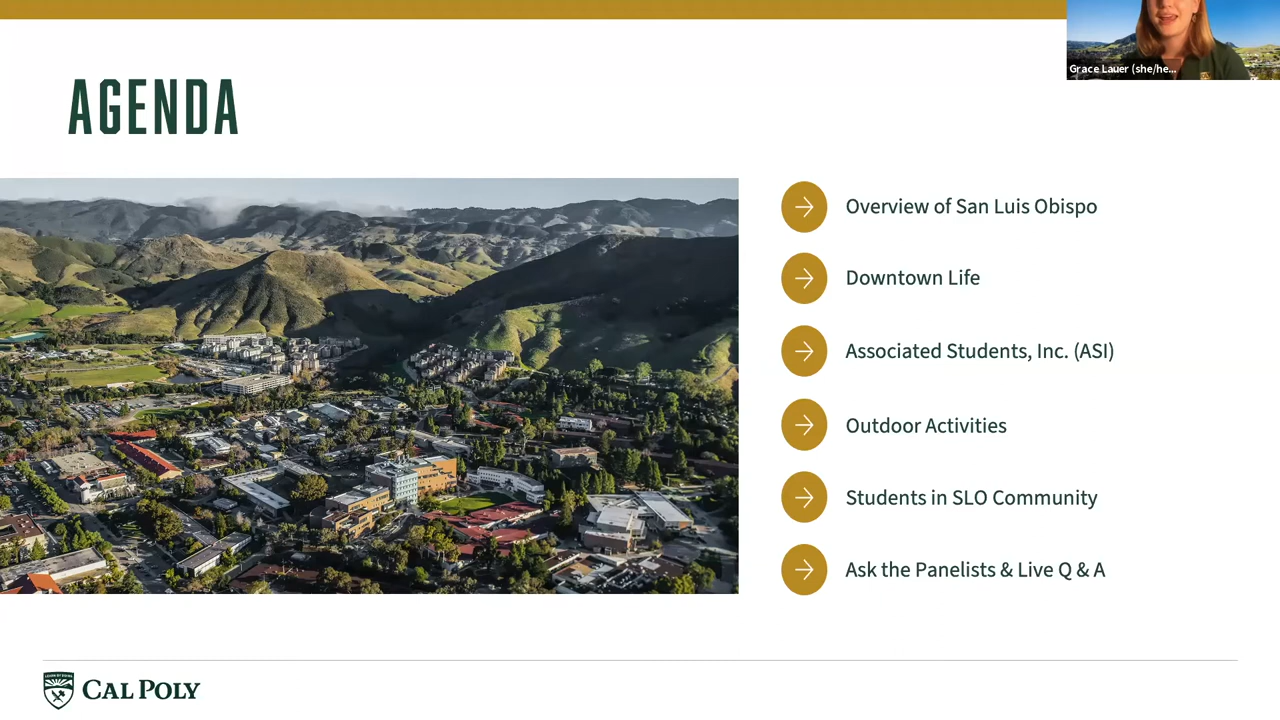 Grace Lauer (she/he...
AGENDA
Overview of San Luis Obispo
Downtown Life
Associated Students, Inc. (ASI)
Outdoor Activities
Students in SLO Community
Ask the Panelists & Live Q & A
CAL POLY